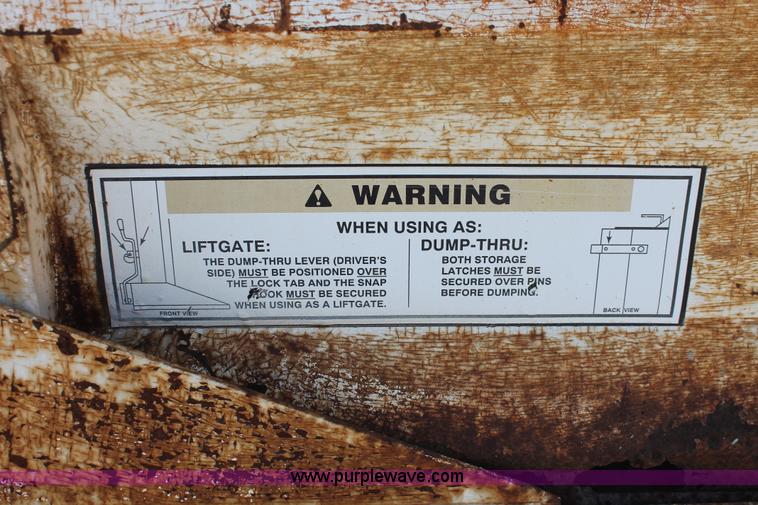 WARNING
WHEN USING AS:
LIFTGATE:
THE DUMP-THRU LEVER (DRIVER'S
SIDE) MUST BE POSITIONED OVER
THE LOCK TAB AND THE SNAP
HOOK MUST BE SECURED
WHEN USING AS A LIFTGATE.
DUMP-THRU:
BOTH STORAGE
LATCHES MUST BE
SECURED OVER PINS
BEFORE DUMPING.
FRONT VIEW
BACK VIEW
www.purplewave.com